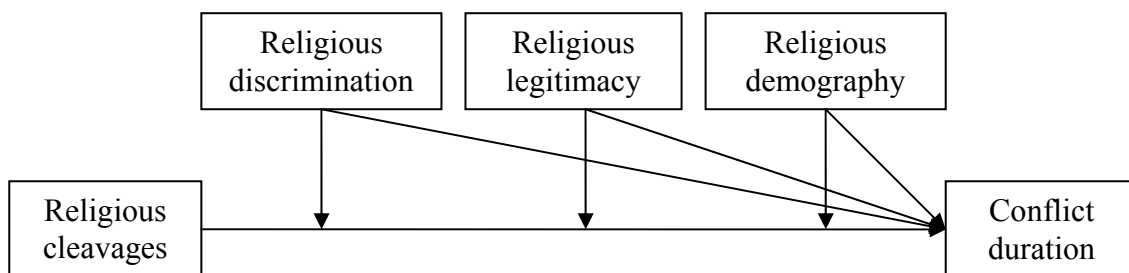 Religious
discrimination
Religious
legitimacy
Religious
demography
Religious
cleavages
Conflict
duration